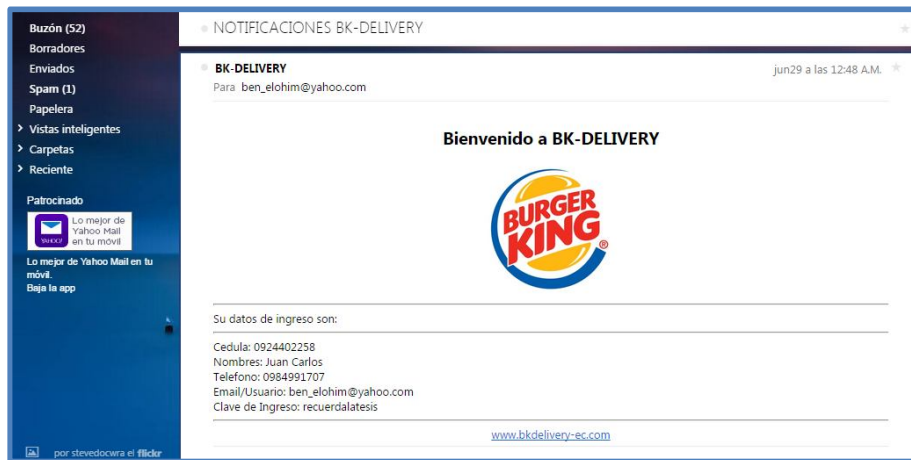 Buzón (52)
Borradores
Enviados
Spam (1)
Papelera
Vistas inteligentes
Carpetas
Reciente
Patrocinado
Lo mejor de
Yahoo Mail
en tu móvil
YAHOO!
Lo mejor de Yahoo Mail en tu
móvil.
Baja la app
por stevedocwra el flickr
NOTIFICACIONES BK-DELIVERY
BK-DELIVERY
jun29 a las 12:48 A.M.
Para ben_elohim@yahoo.com
Bienvenido a BK-DELIVERY
BURGER
KING®
Su datos de ingreso son:
Cedula: 0924402258
Nombres: Juan Carlos
Telefono: 0984991707
Email/Usuario: ben_elohim@yahoo.com
Clave de Ingreso: recuerdalatesis
www.bkdelivery-ec.com